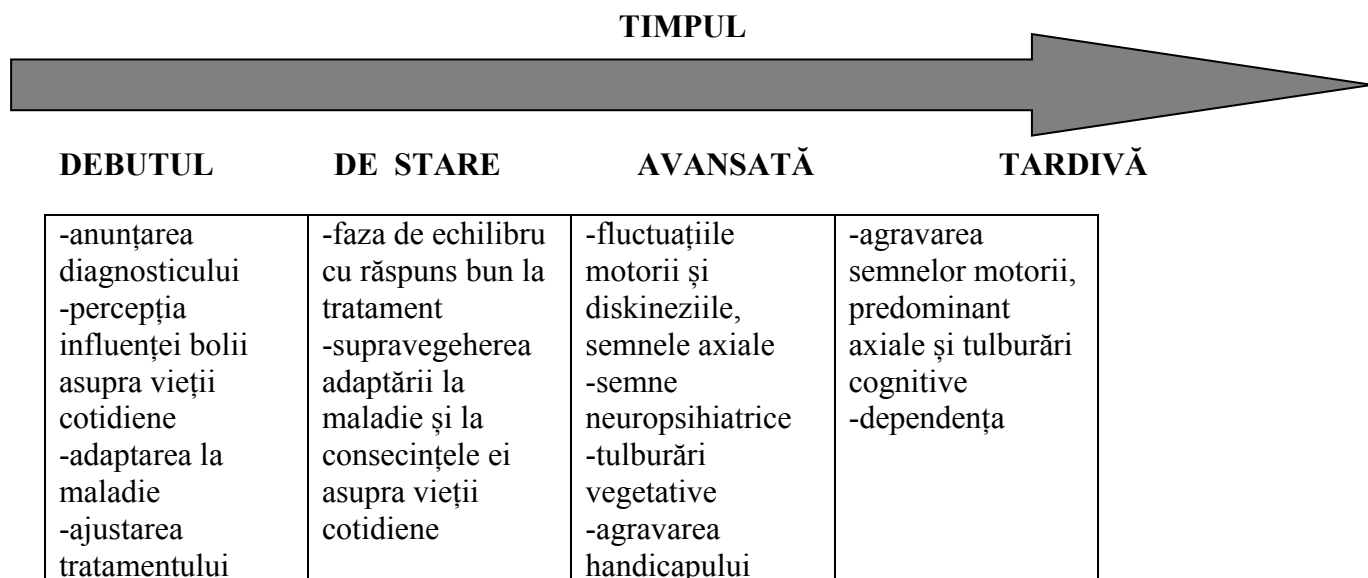 TIMPUL
DEBUTUL DE STARE AVANSATĂ TARDIVĂ
-anunțarea
diagnosticului
-percepția
influenței bolii
asupra vieții
cotidiene
-adaptarea la
maladie
-ajustarea
tratamentului
-faza de echilibru
cu răspuns bun la
tratament
-supravegeherea
adaptării la
maladie și la
consecințele ei
asupra vieții
cotidiene
-fluctuațiile
motorii și
diskineziile,
semnele axiale
-semne
neuropsihiatrice
-tulburări
vegetative
-agravarea
handicapului
-agravarea
semnelor motorii,
predominant
axiale și tulburări
cognitive
-dependența